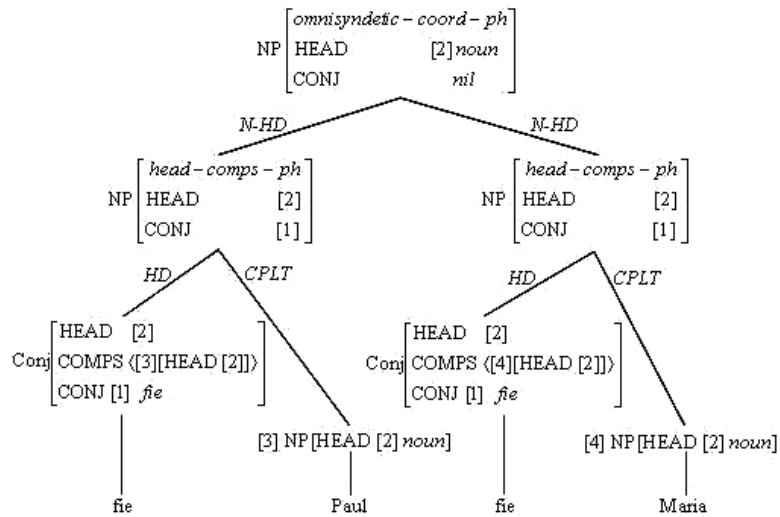 omnisyndetic-coord-ph
NP HEAD [2] noun
CONJ nil
N-HD N-HD
head-comps-ph head-comps-ph
NP HEAD [2] NP HEAD [2]
CONJ [1] CONJ [1]
HD CPLT HD CPLT
HEAD [2] HEAD [2]
Conj COMPS ⟨[3][HEAD [2]]⟩ Conj COMPS ⟨[4][HEAD [2]]⟩
CONJ [1] fie CONJ [1] fie
[3] NP[HEAD [2] noun] [4] NP[HEAD [2] noun]
fie Paul fie Maria